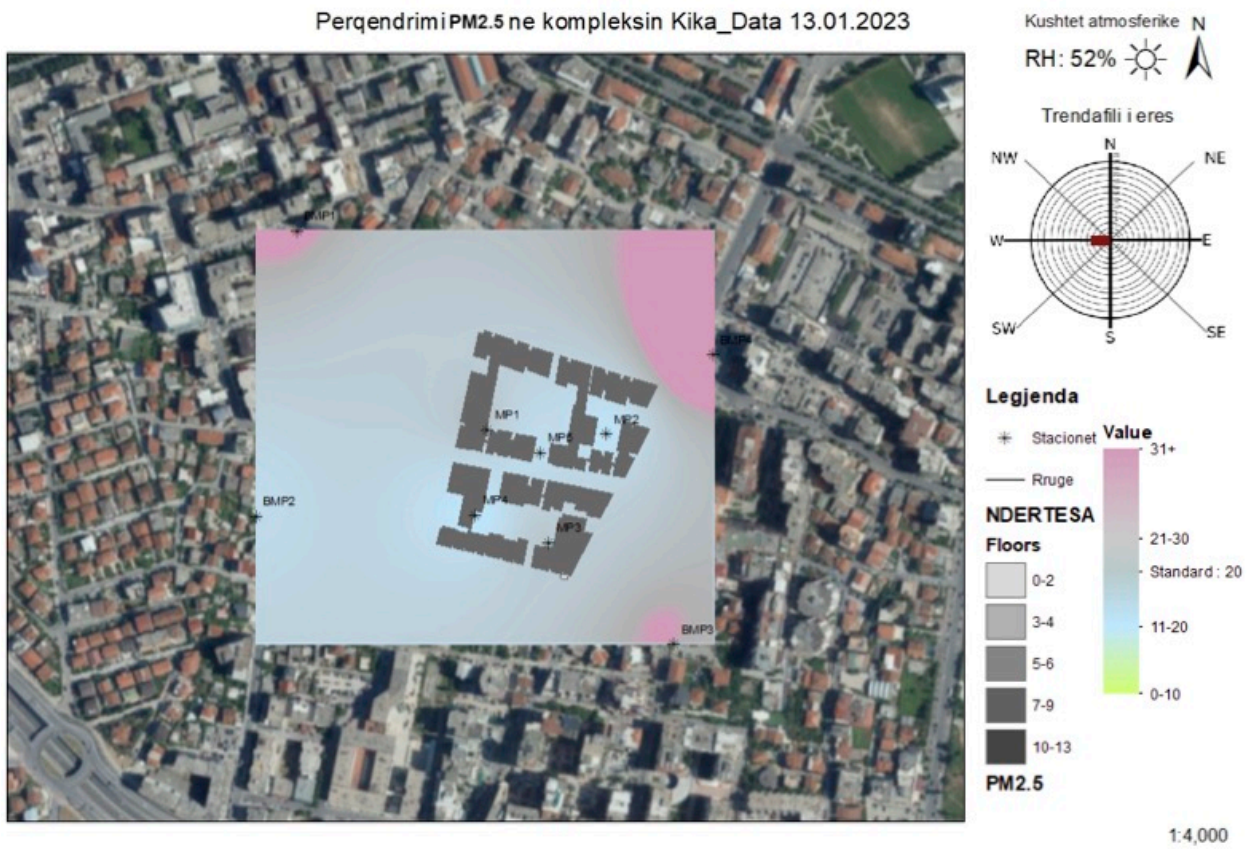 Perqendrimi PM2.5 ne kompleksin Kika_Data 13.01.2023
Kushtet atmosferike
N
RH: 52%
Trendafili i eres
N
NW
NE
W
E
SW
SE
S
BMP1
BMP4
MP1
MP2
MP5
BMP2
MP4
MP3
BMP3
Legjenda
Stacionet
Rruge
NDERTESA
Floors
0-2
3-4
5-6
7-9
10-13
PM2.5
Value
31+
21-30
Standard : 20
11-20
0-10
1:4,000